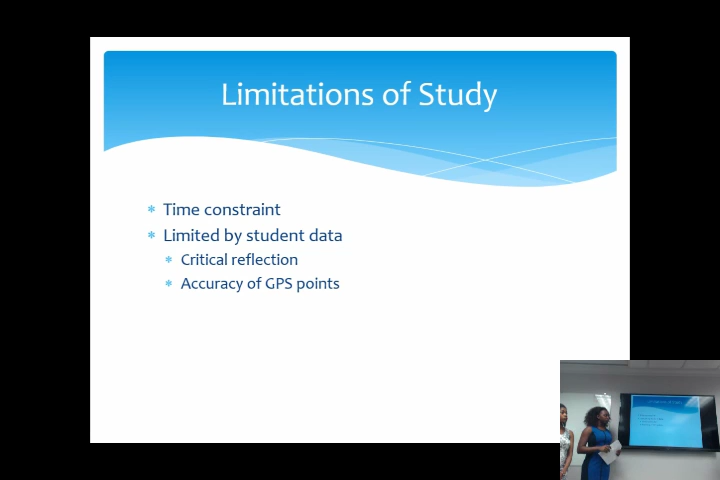 Limitations of Study
Time constraint
Limited by student data
Critical reflection
Accuracy of GPS points